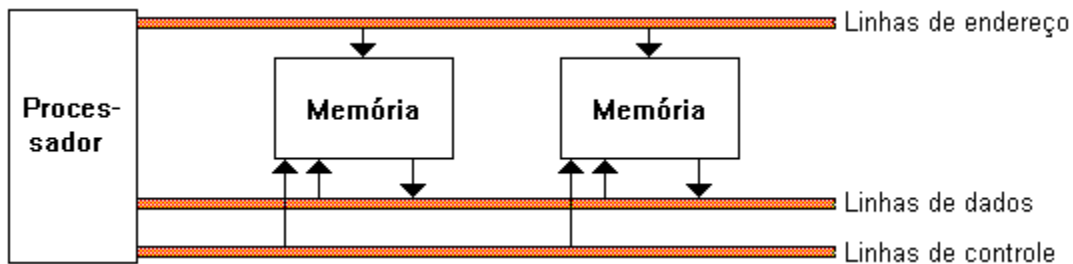 Linhas de endereço
Proces-
sador
Memória
Memória
Linhas de dados
Linhas de controle